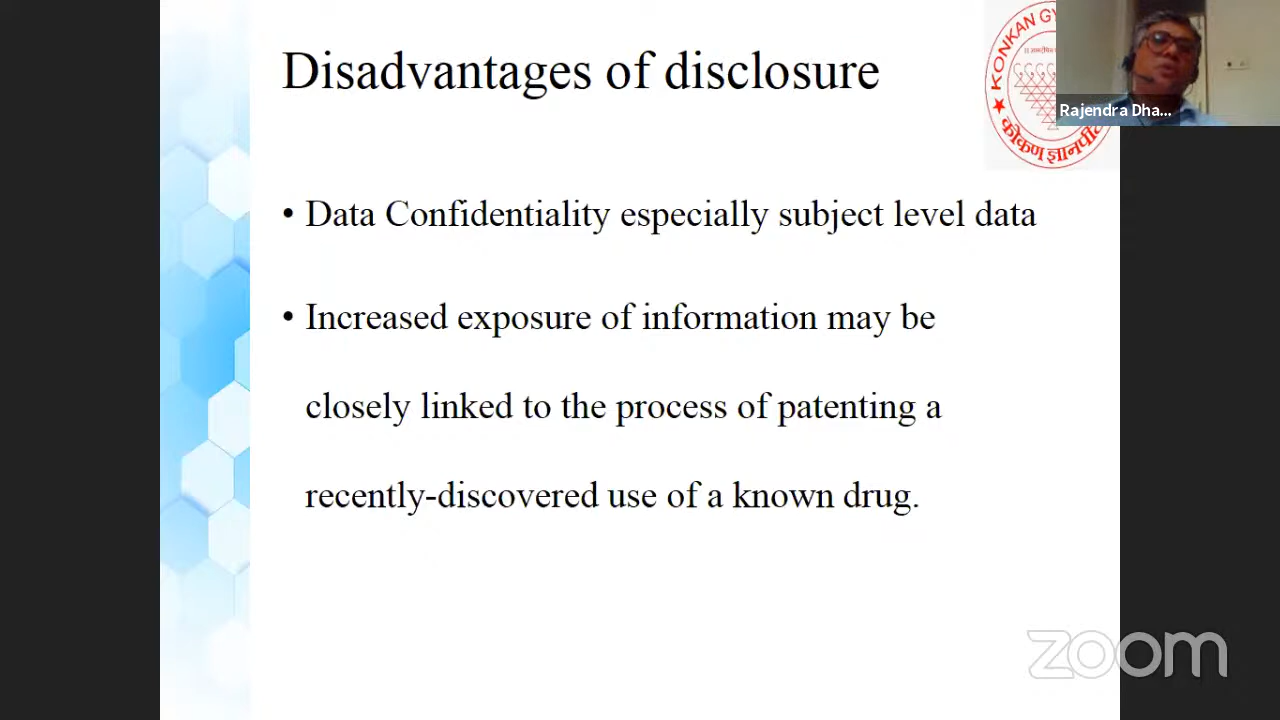 Disadvantages of disclosure
KONKAN GY
कोकण ज्ञानपीठ
Rajendra Dha...
• Data Confidentiality especially subject level data
• Increased exposure of information may be
closely linked to the process of patenting a
recently-discovered use of a known drug.
zoom